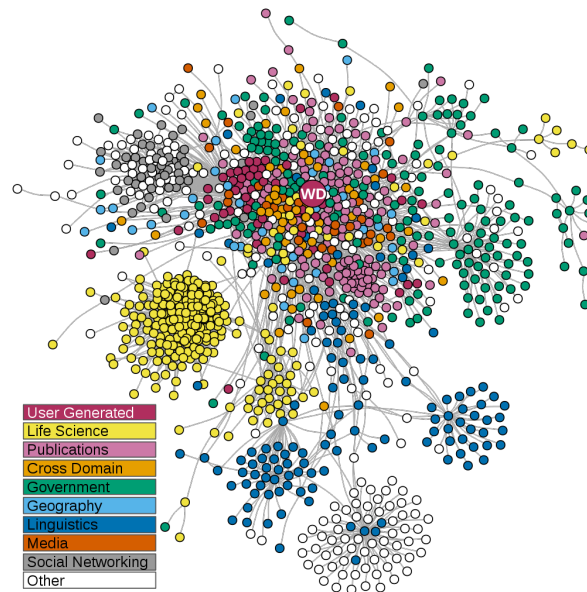 WD
User Generated
Life Science
Publications
Cross Domain
Government
Geography
Linguistics
Media
Social Networking
Other